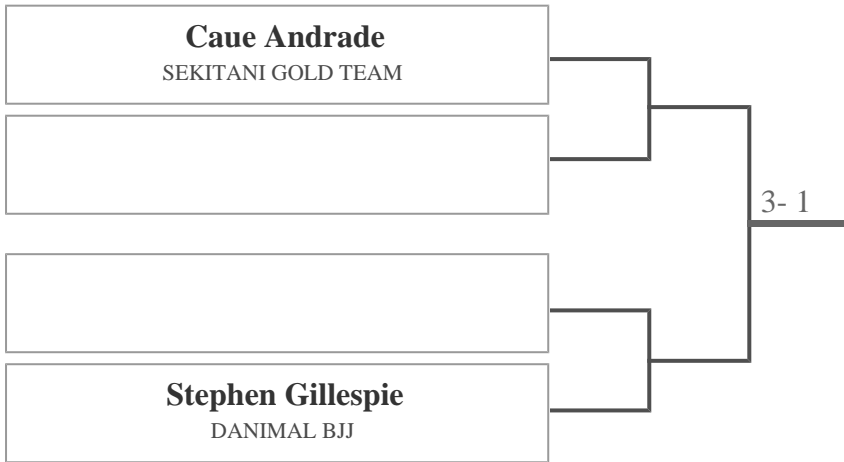 Caue Andrade
SEKITANI GOLD TEAM
3- 1
Stephen Gillespie
DANIMAL BJJ